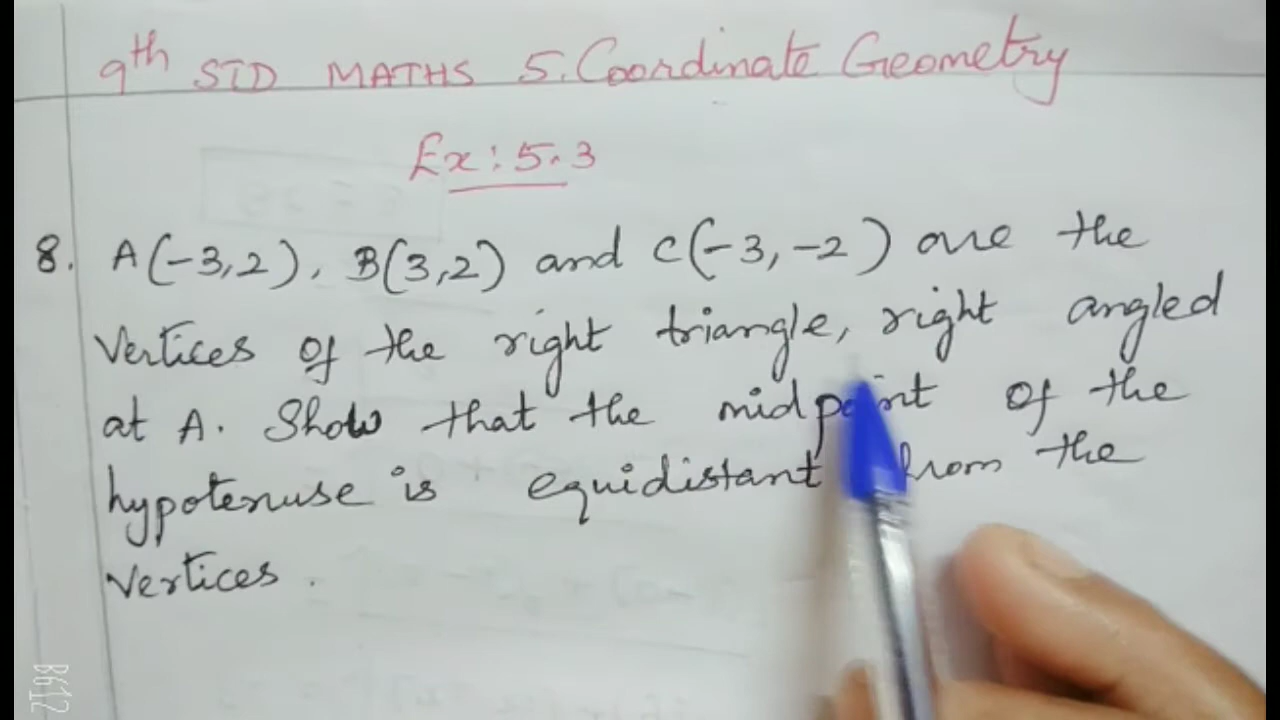 9th STD MATHS 5. Coordinate Geometry
Ex: 5.3
8. A(-3,2), B(3,2) and C(-3,-2) are the
vertices of the right triangle, right angled
at A. Show that the midpoint of the
hypotenuse is equidistant from the
vertices.
B612